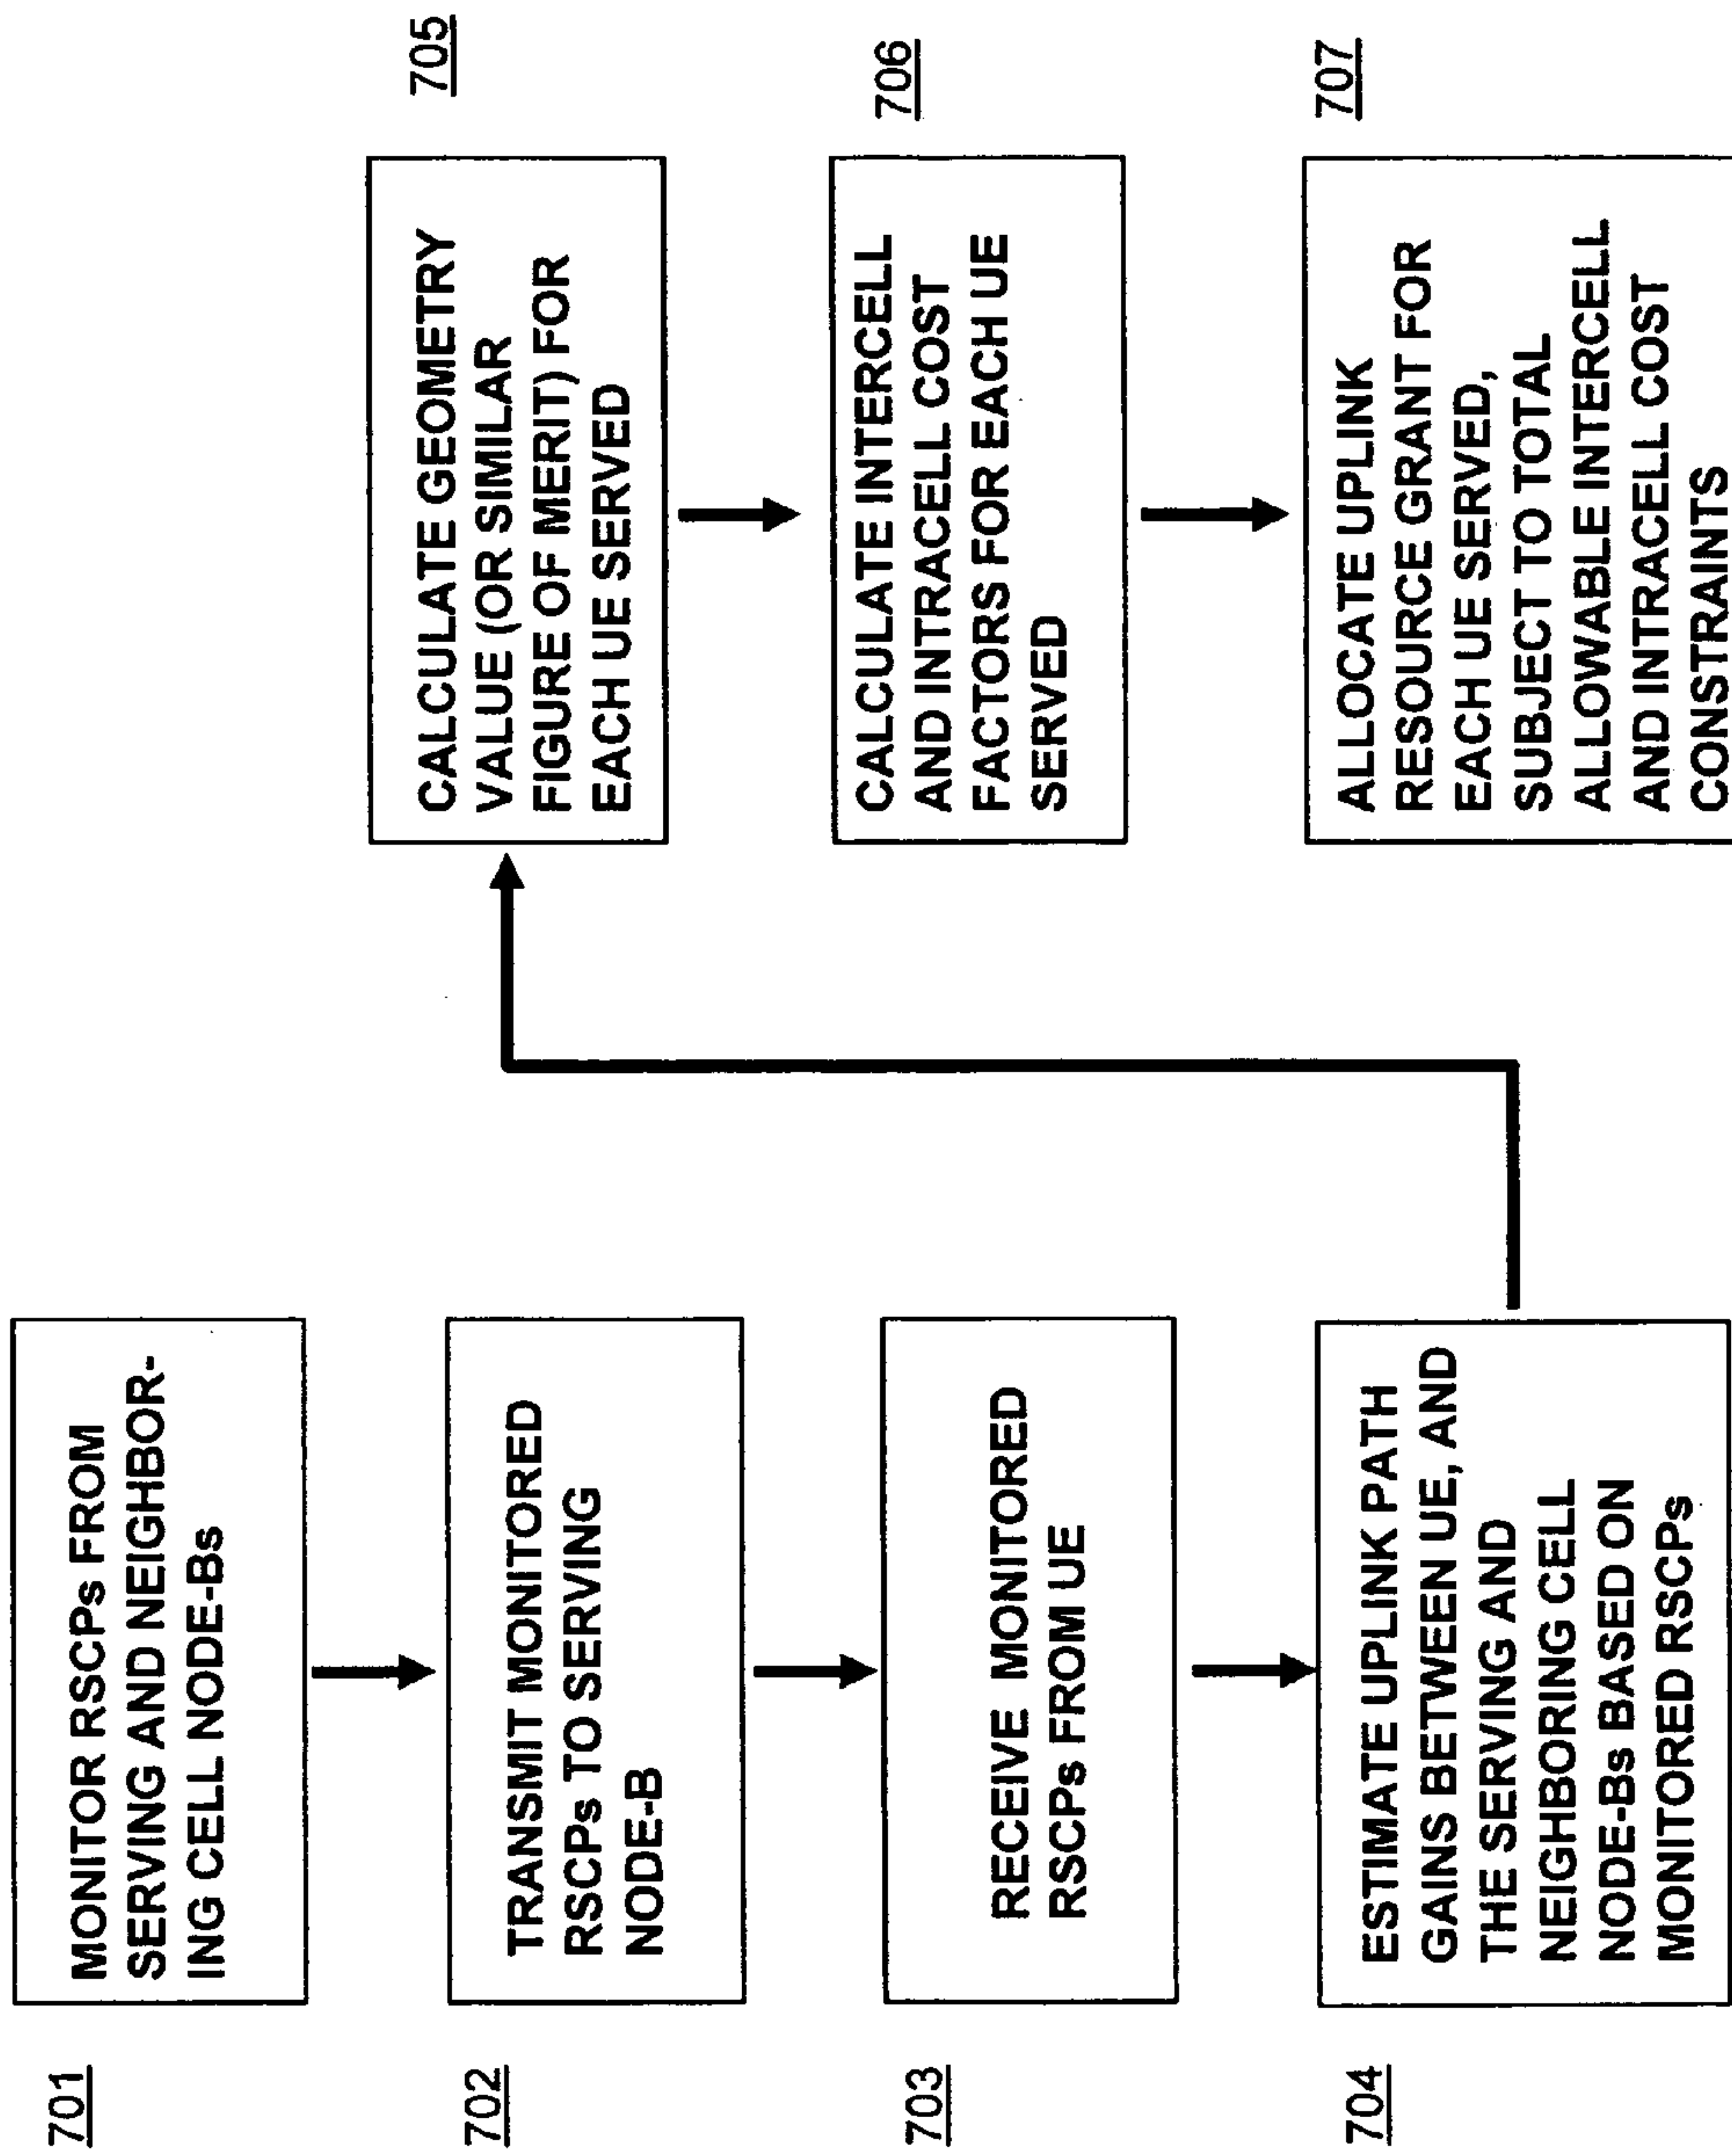 701
MONITOR RSCPs FROM
SERVING AND NEIGHBOR-
ING CELL NODE-Bs
702
TRANSMIT MONITORED
RSCPs TO SERVING
NODE-B
703
RECEIVE MONITORED
RSCPs FROM UE
704
ESTIMATE UPLINK PATH
GAINS BETWEEN UE, AND
THE SERVING AND
NEIGHBORING CELL
NODE-Bs BASED ON
MONITORED RSCPs
705
CALCULATE GEOMETRY
VALUE (OR SIMILAR
FIGURE OF MERIT) FOR
EACH UE SERVED
706
CALCULATE INTERCELL
AND INTRACELL COST
FACTORS FOR EACH UE
SERVED
707
ALLOCATE UPLINK
RESOURCE GRANT FOR
EACH UE SERVED,
SUBJECT TO TOTAL
ALLOWABLE INTERCELL
AND INTRACELL COST
CONSTRAINTS